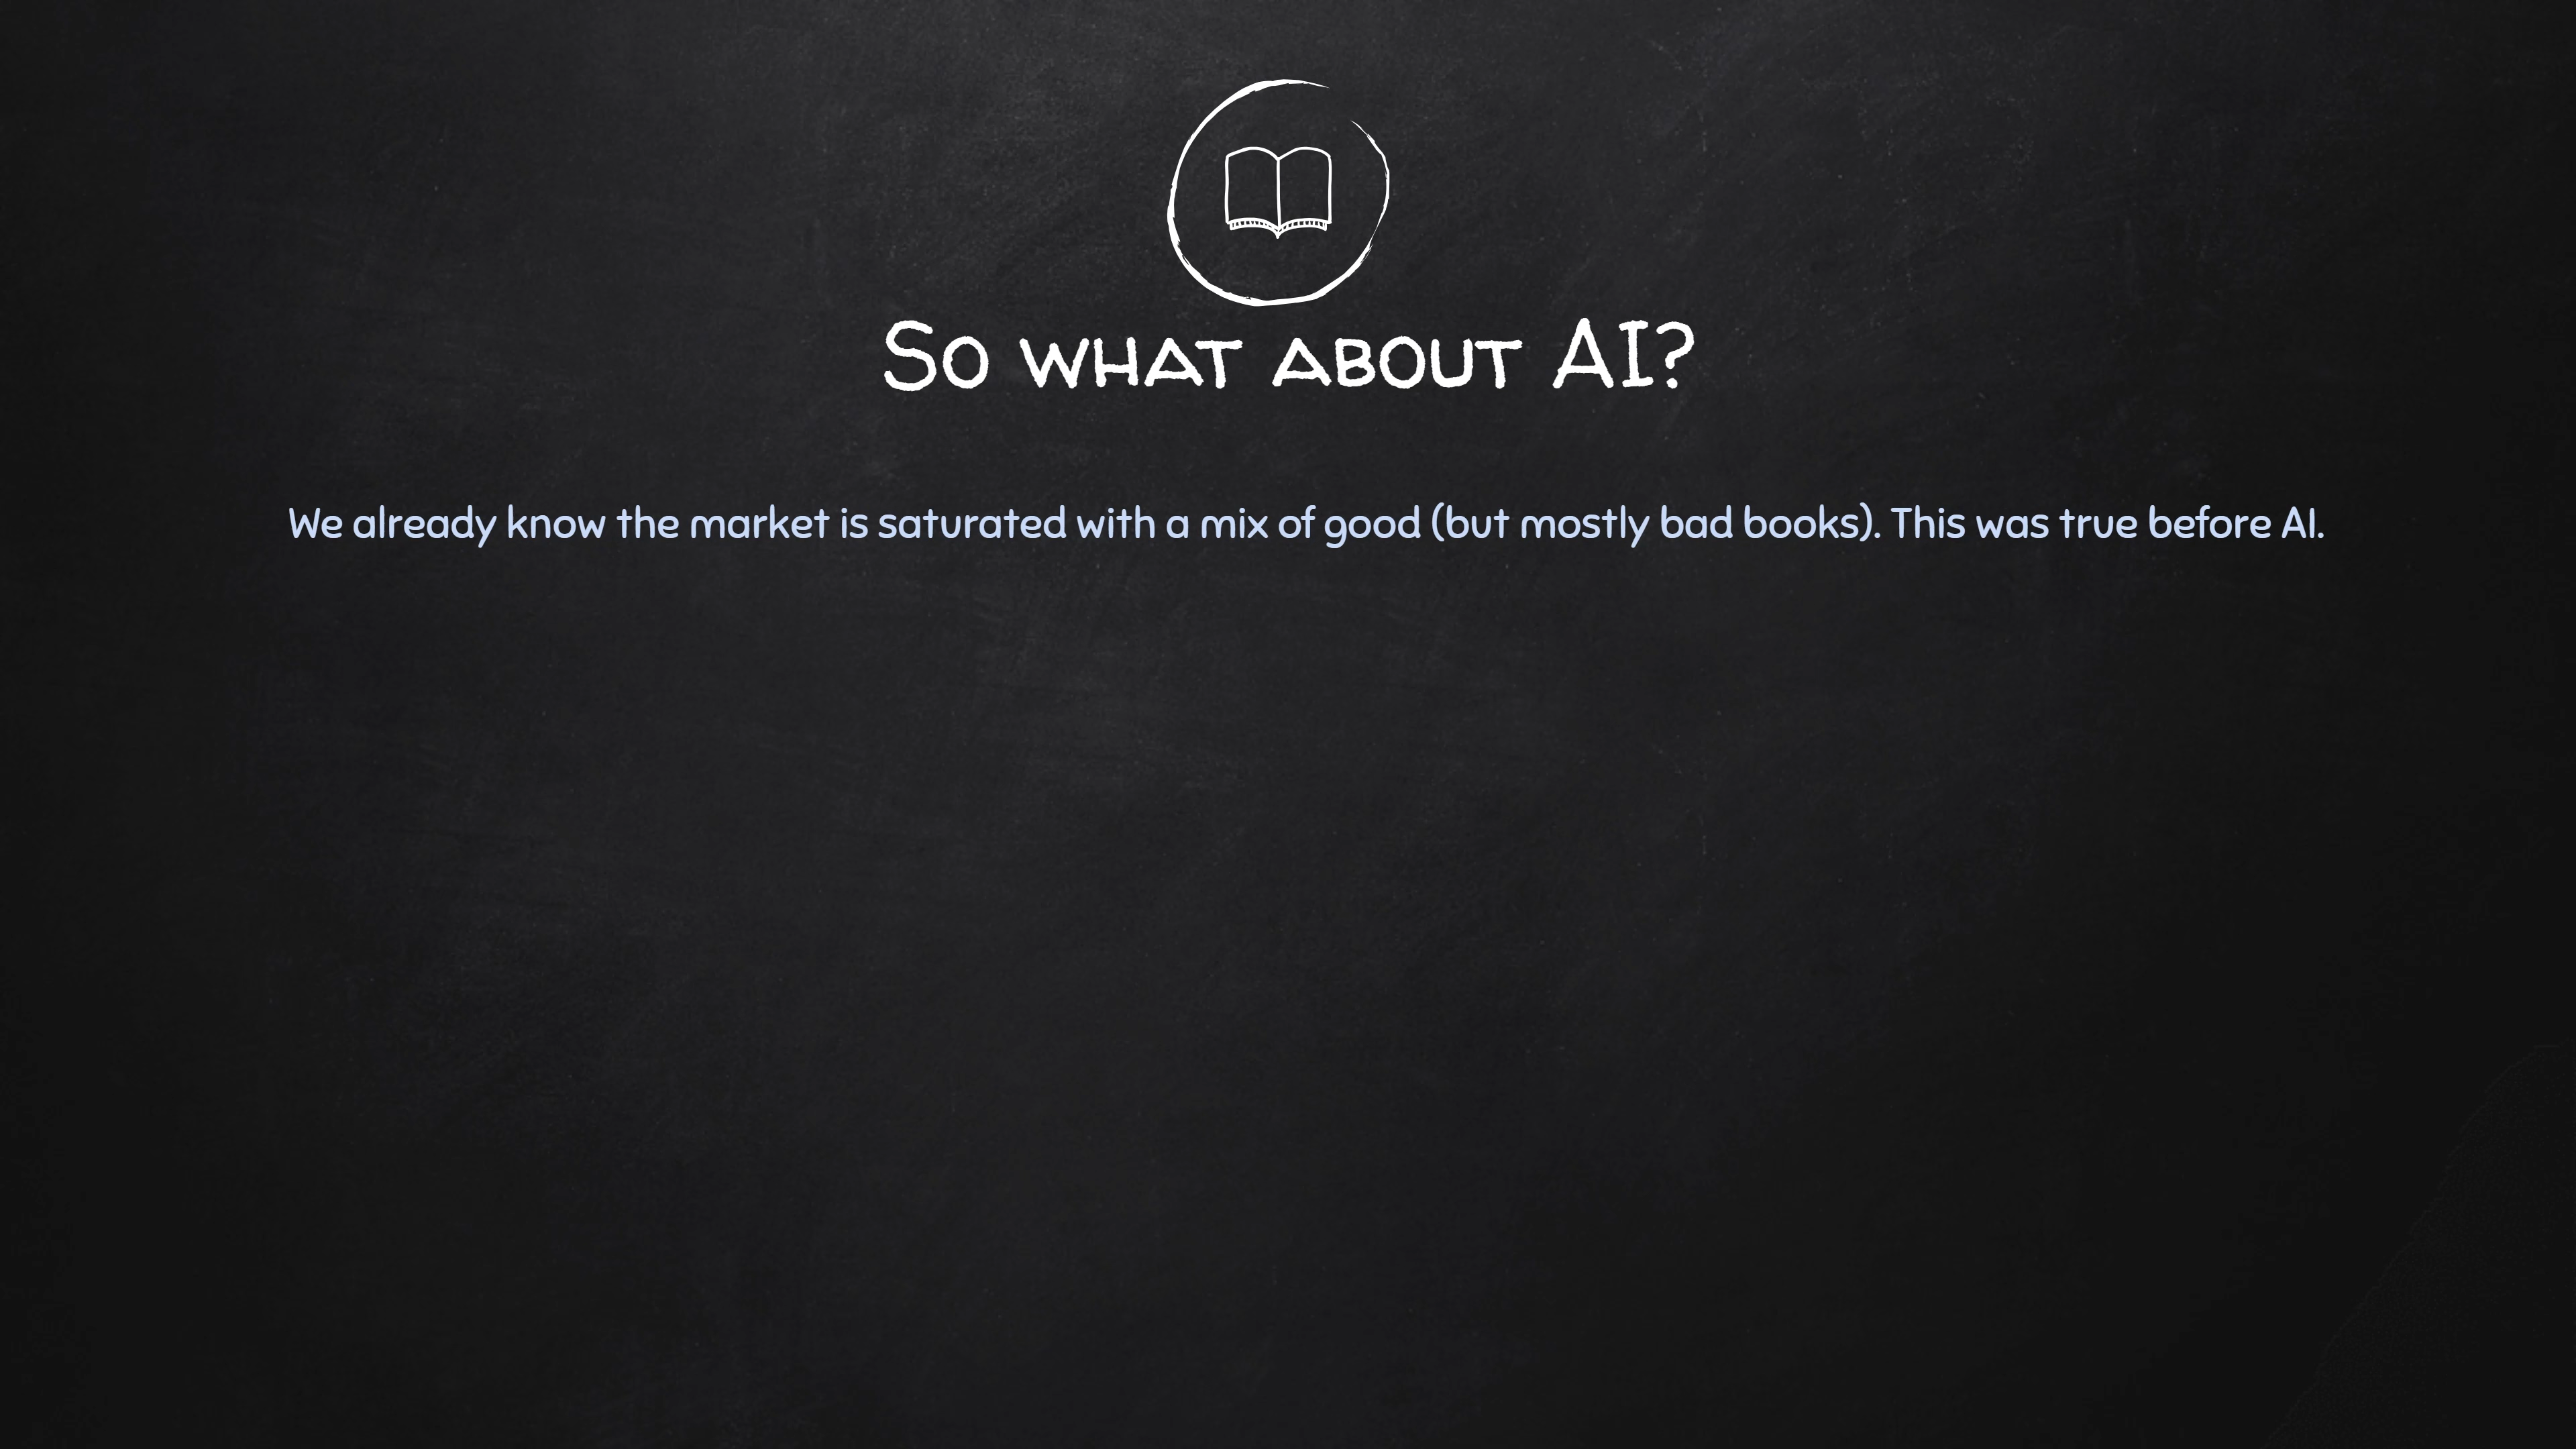 So what about AI?
We already know the market is saturated with a mix of good (but mostly bad books). This was true before AI.